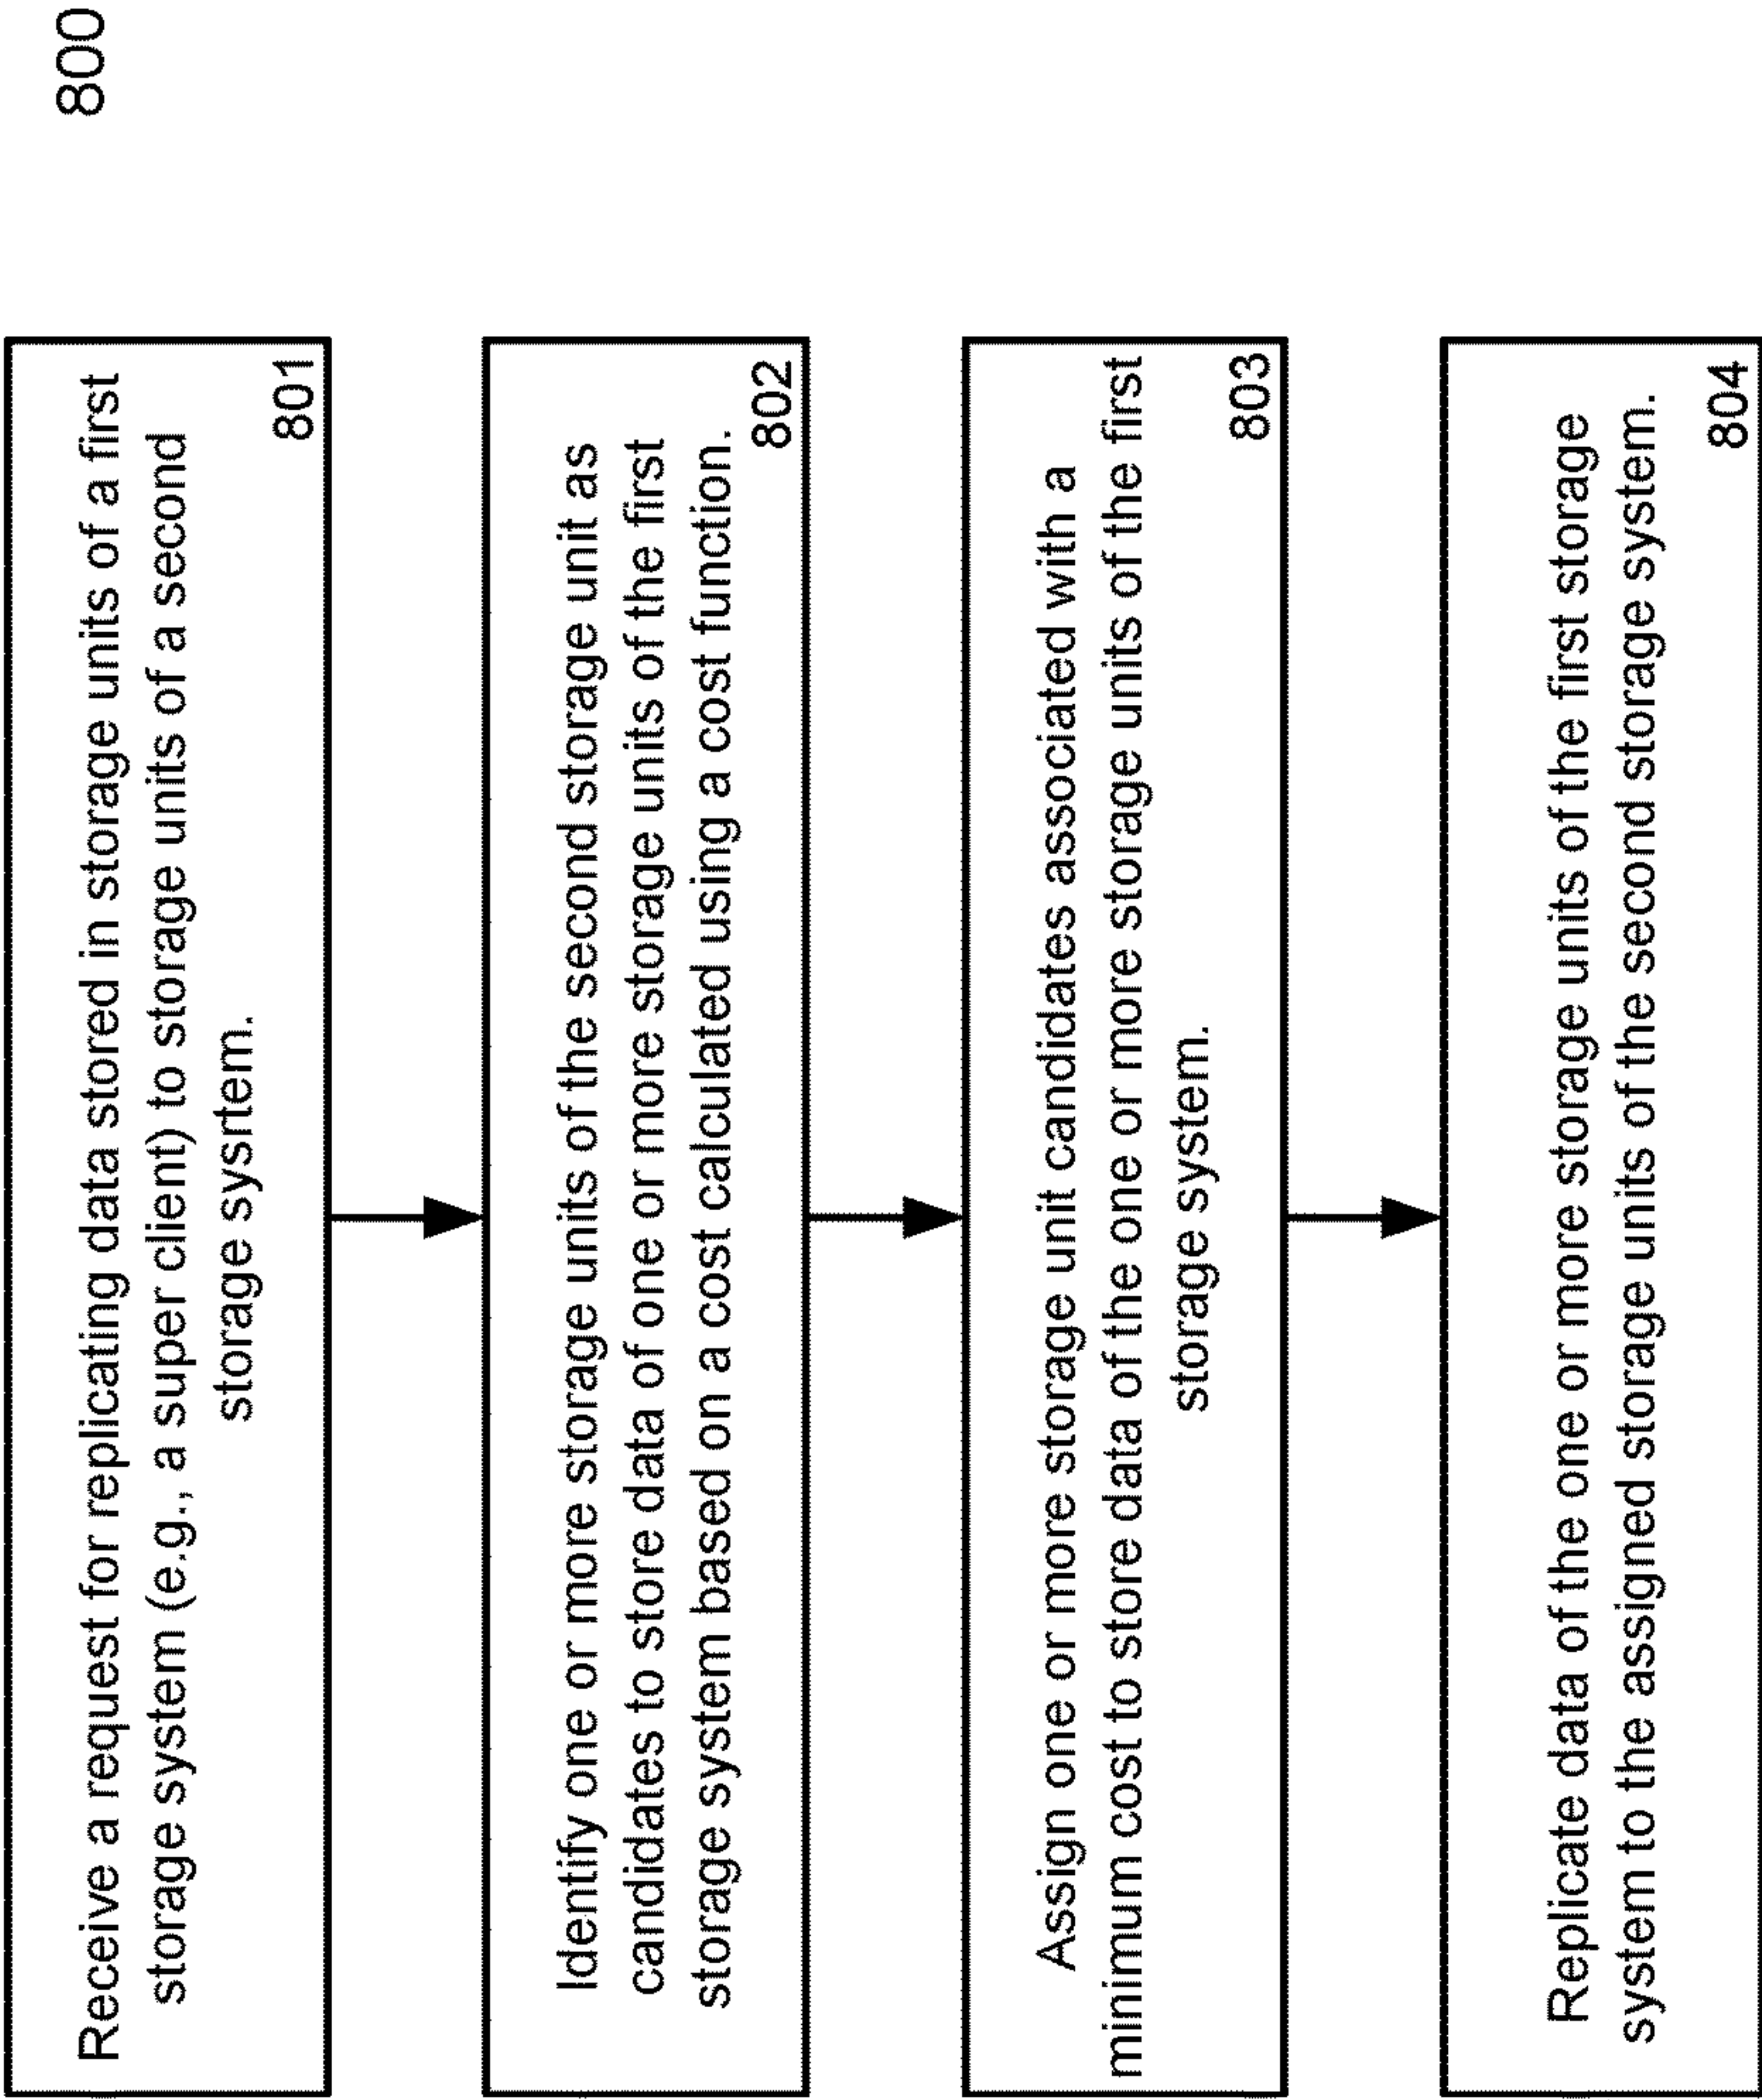 800
Receive a request for replicating data stored in storage units of a first
storage system (e.g., a super client) to storage units of a second
storage sysrtem.
801
Identify one or more storage units of the second storage unit as
candidates to store data of one or more storage units of the first
storage system based on a cost calculated using a cost function.
802
Assign one or more storage unit candidates associated with a
minimum cost to store data of the one or more storage units of the first
storage system.
803
Replicate data of the one or more storage units of the first storage
system to the assigned storage units of the second storage system.
804